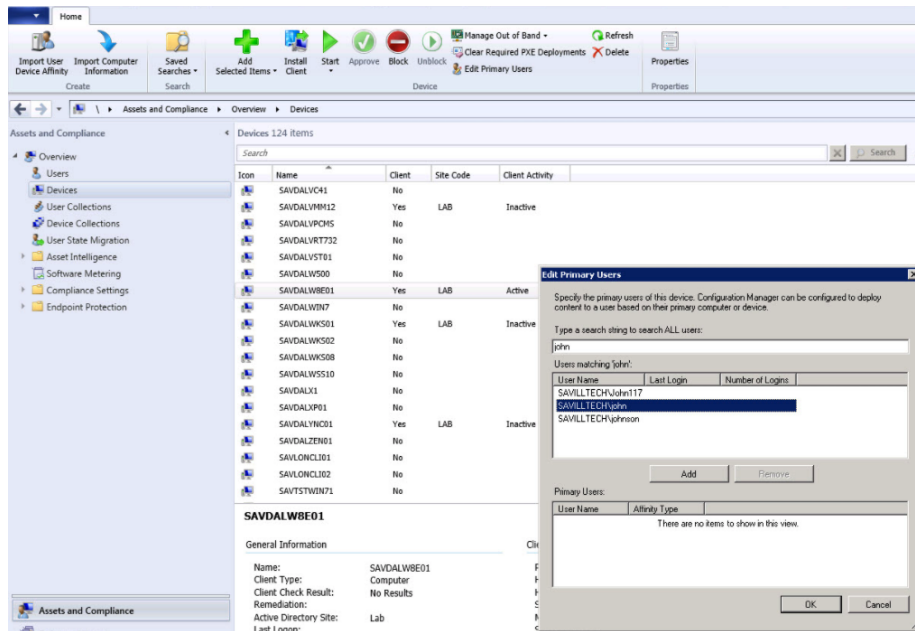 Home
Import User Device Affinity
Import Computer Information
Create
Saved Searches
Search
Add Selected Items
Install Client
Start
Approve
Block
Unblock
Manage Out of Band
Clear Required PXE Deployments
Edit Primary Users
Refresh
Delete
Device
Properties
Properties
\ Assets and Compliance Overview Devices
Assets and Compliance
Overview
Users
Devices
User Collections
Device Collections
User State Migration
Asset Intelligence
Software Metering
Compliance Settings
Endpoint Protection
Assets and Compliance
Devices 124 items
Search
Search
Icon Name Client Site Code Client Activity
SAVDALVC41 No
SAVDALVMM12 Yes LAB Inactive
SAVDALVPCMS No
SAVDALVRT732 No
SAVDALVST01 No
SAVDALWS00 No
SAVDALW8E01 Yes LAB Active
SAVDALWIN7 No
SAVDALWKS01 Yes LAB Inactive
SAVDALWKS02 No
SAVDALWKS08 No
SAVDALWSS10 No
SAVDALX1 No
SAVDALXP01 No
SAVDALYNC01 Yes LAB Inactive
SAVDALZEN01 No
SAVLONCLI01 No
SAVLONCLI02 No
SAVTSTWIN71 No
SAVDALW8E01
General Information
Name: SAVDALW8E01
Client Type: Computer
Client Check Result: No Results
Remediation:
Active Directory Site: Lab
Last Logon:
Edit Primary Users
Specify the primary users of this device. Configuration Manager can be configured to deploy
content to a user based on their primary computer or device.
Type a search string to search ALL users:
john
Users matching 'john':
User Name Last Login Number of Logins
SAVILLTECH\John117
SAVILLTECH\john
SAVILLTECH\johnson
Add Remove
Primary Users:
User Name Affinity Type
There are no items to show in this view.
OK Cancel